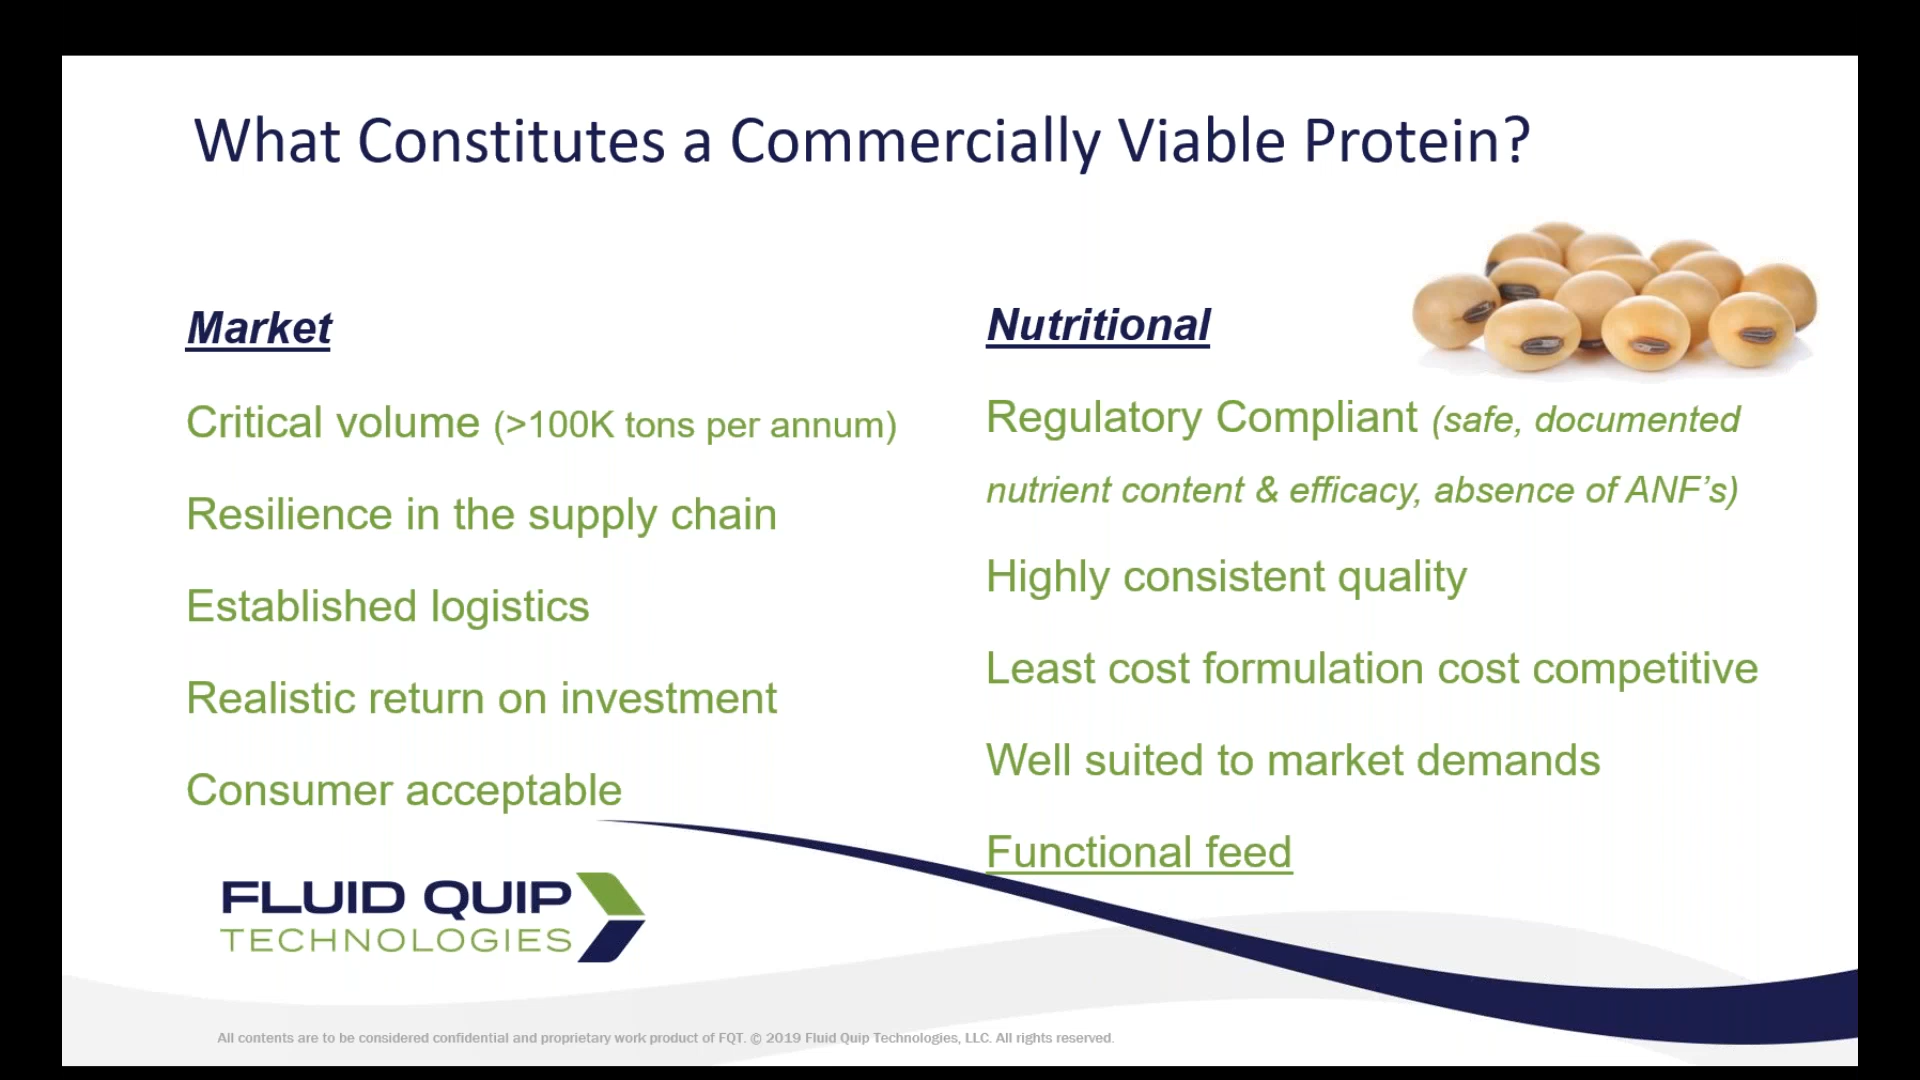 What Constitutes a Commercially Viable Protein?
Market
Critical volume (>100K tons per annum)
Resilience in the supply chain
Established logistics
Realistic return on investment
Consumer acceptable
Nutritional
Regulatory Compliant (safe, documented
nutrient content & efficacy, absence of ANF’s)
Highly consistent quality
Least cost formulation cost competitive
Well suited to market demands
Functional feed
FLUID QUIP
TECHNOLOGIES
All contents are to be considered confidential and proprietary work product of FQT. © 2019 Fluid Quip Technologies, LLC. All rights reserved.